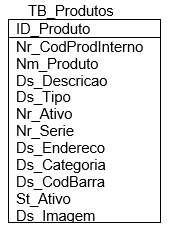 TB_Produtos
ID_Produto
Nr_CodProdInterno
Nm_Produto
Ds_Descricao
Ds_Tipo
Nr_Ativo
Nr_Serie
Ds_Endereco
Ds_Categoria
Ds_CodBarra
St_Ativo
Ds_Imagem